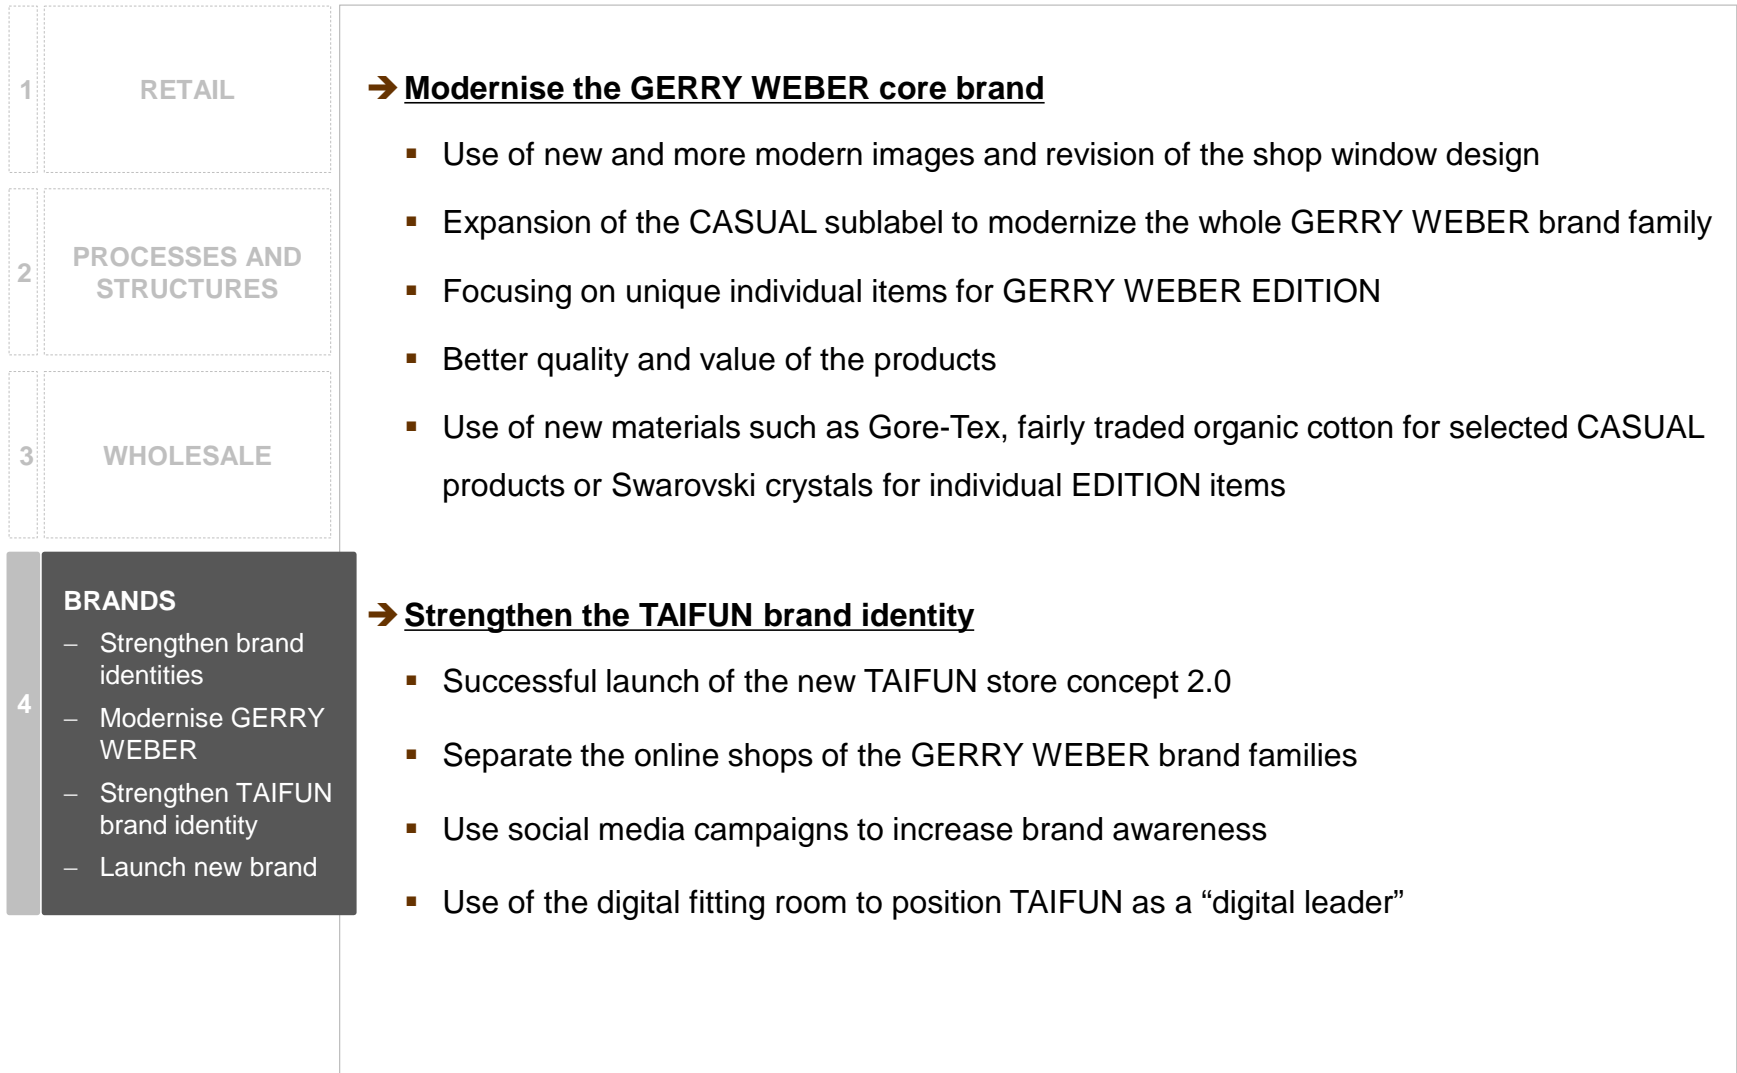 1
RETAIL
2
PROCESSES AND
STRUCTURES
3
WHOLESALE
4
BRANDS
– Strengthen brand
identities
– Modernise GERRY
WEBER
– Strengthen TAIFUN
brand identity
– Launch new brand
➔ Modernise the GERRY WEBER core brand
▪ Use of new and more modern images and revision of the shop window design
▪ Expansion of the CASUAL sublabel to modernize the whole GERRY WEBER brand family
▪ Focusing on unique individual items for GERRY WEBER EDITION
▪ Better quality and value of the products
▪ Use of new materials such as Gore-Tex, fairly traded organic cotton for selected CASUAL
products or Swarovski crystals for individual EDITION items
➔ Strengthen the TAIFUN brand identity
▪ Successful launch of the new TAIFUN store concept 2.0
▪ Separate the online shops of the GERRY WEBER brand families
▪ Use social media campaigns to increase brand awareness
▪ Use of the digital fitting room to position TAIFUN as a “digital leader”